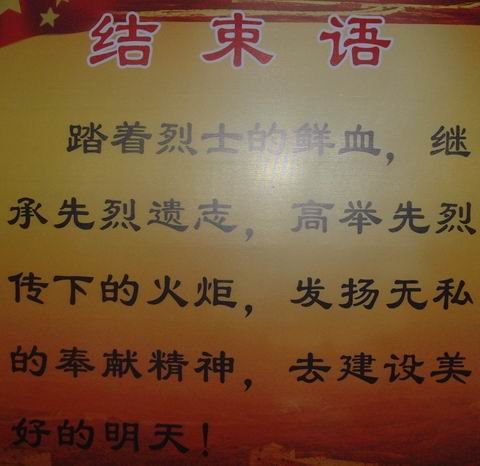 结束语
踏着烈士的鲜血，继
承先烈遗志，高举先烈
传下的火炬，发扬无私
的奉献精神，去建设美
好的明天！